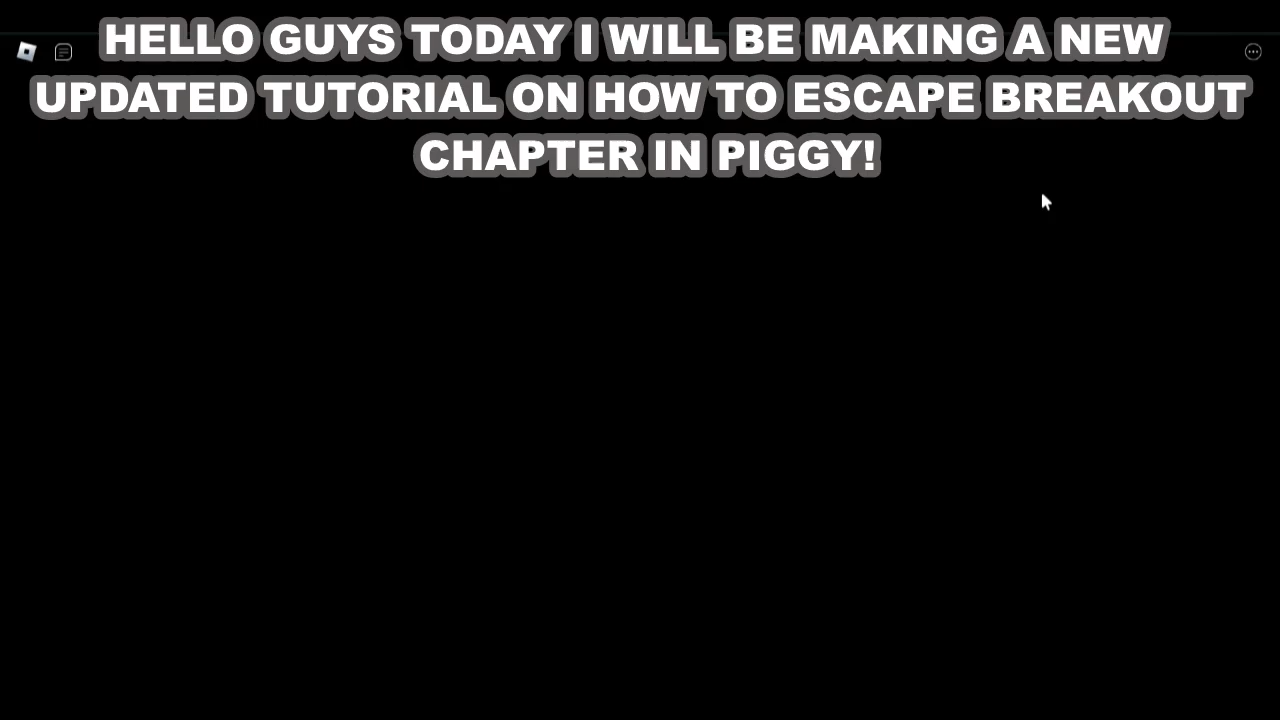 HELLO GUYS TODAY I WILL BE MAKING A NEW
UPDATED TUTORIAL ON HOW TO ESCAPE BREAKOUT
CHAPTER IN PIGGY!